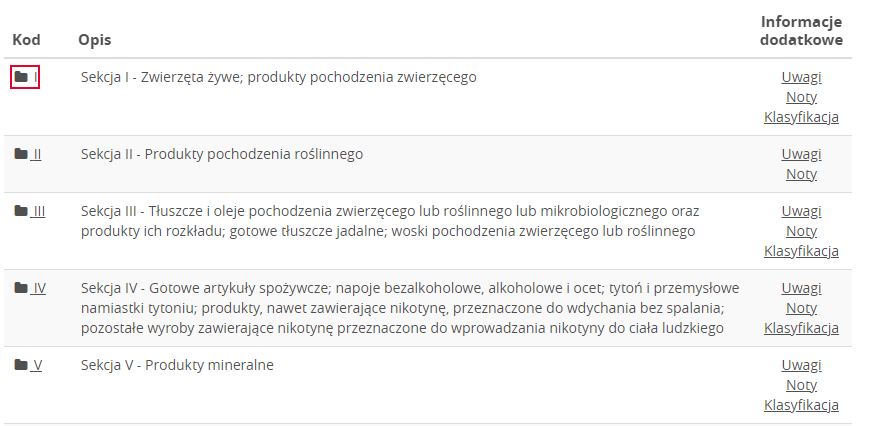 Kod Opis Informacje dodatkowe
I Sekcja I - Zwierzęta żywe; produkty pochodzenia zwierzęcego
Uwagi
Noty
Klasyfikacja
II Sekcja II - Produkty pochodzenia roślinnego
Uwagi
Noty
III Sekcja III - Tłuszcze i oleje pochodzenia zwierzęcego lub roślinnego lub mikrobiologicznego oraz
produkty ich rozkładu; gotowe tłuszcze jadalne; woski pochodzenia zwierzęcego lub roślinnego
Uwagi
Noty
Klasyfikacja
IV Sekcja IV - Gotowe artykuły spożywcze; napoje bezalkoholowe, alkoholowe i ocet; tytoń i przemysłowe
namiastki tytoniu; produkty, nawet zawierające nikotynę, przeznaczone do wdychania bez spalania;
pozostałe wyroby zawierające nikotynę przeznaczone do wprowadzania nikotyny do ciała ludzkiego
Uwagi
Noty
Klasyfikacja
V Sekcja V - Produkty mineralne
Uwagi
Noty
Klasyfikacja